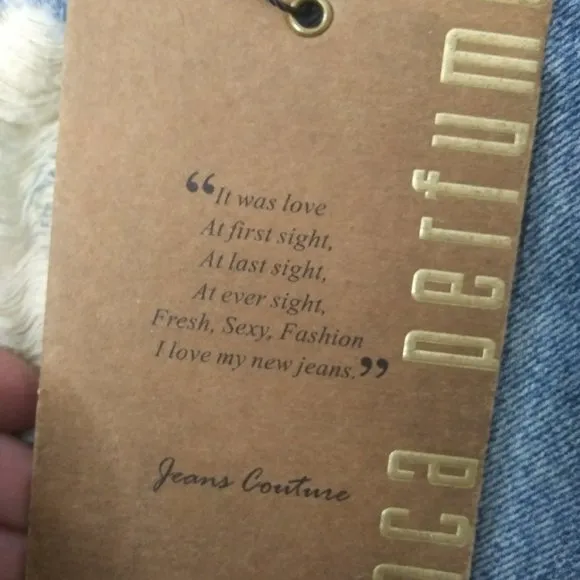 “It was love
At first sight,
At last sight,
At ever sight,
Fresh, Sexy, Fashion
I love my new jeans.”
Jeans Couture